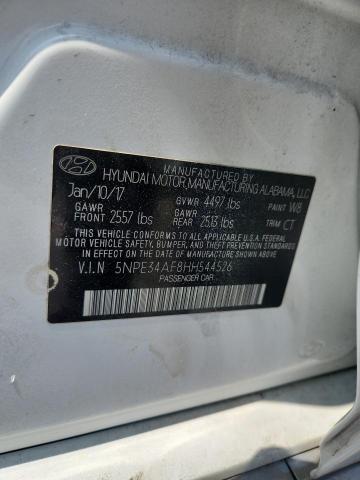 MANUFACTURED BY
HYUNDAI MOTOR MANUFACTURING ALABAMA, LLC
Jan/10/17 GVWR 4497 lbs PAINT W8
GAWR FRONT 2557 lbs GAWR REAR 2513 lbs TRIM CT
THIS VEHICLE CONFORMS TO ALL APPLICABLE FEDERAL
MOTOR VEHICLE SAFETY, BUMPER, AND THEFT PREVENTION STANDARDS
IN EFFECT ON THE DATE OF MANUFACTURE SHOWN ABOVE.
V.I.N 5NPE34AF8HH544526
PASSENGER CAR